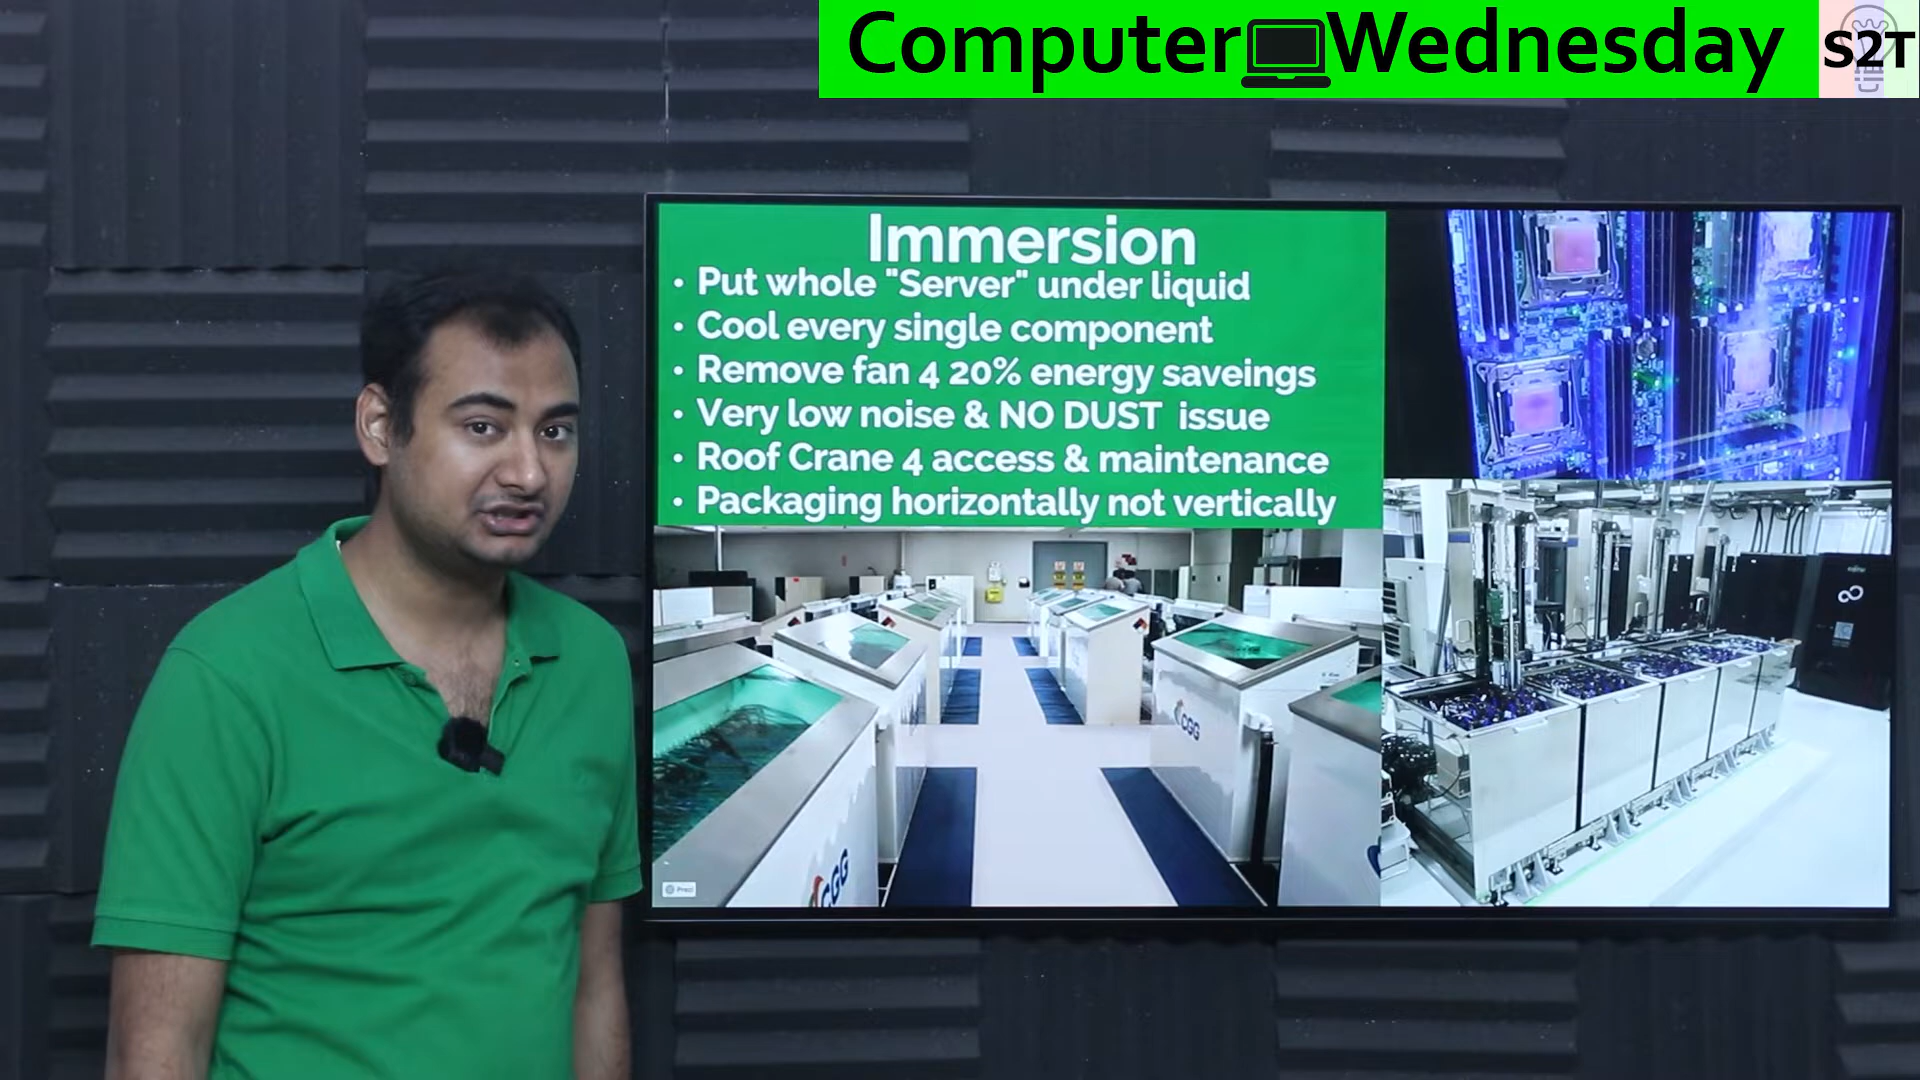 Computer Wednesday
S2T
Immersion
• Put whole "Server" under liquid
• Cool every single component
• Remove fan 4 20% energy saveings
• Very low noise & NO DUST issue
• Roof Crane 4 access & maintenance
• Packaging horizontally not vertically
CGG
CGG
Prezi